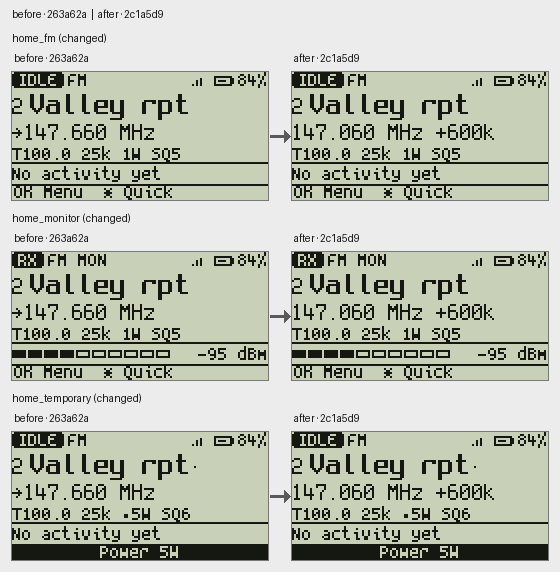 before · 263a62a | after · 2c1a5d9
home_fm (changed)
before · 263a62a
after · 2c1a5d9
IDLE FM 84%
2 Valley rpt
→147.660 MHz
T100.0 25k 1W SQ5
No activity yet
OK Menu * Quick
IDLE FM 84%
2 Valley rpt
147.060 MHz +600k
T100.0 25k 1W SQ5
No activity yet
OK Menu * Quick
home_monitor (changed)
before · 263a62a
after · 2c1a5d9
RX FM MON 84%
2 Valley rpt
→147.660 MHz
T100.0 25k 1W SQ5
-95 dBm
OK Menu * Quick
RX FM MON 84%
2 Valley rpt
147.060 MHz +600k
T100.0 25k 1W SQ5
-95 dBm
OK Menu * Quick
home_temporary (changed)
before · 263a62a
after · 2c1a5d9
IDLE FM 84%
2 Valley rpt·
→147.660 MHz
T100.0 25k ·5W SQ6
No activity yet
Power 5W
IDLE FM 84%
2 Valley rpt·
147.060 MHz +600k
T100.0 25k ·5W SQ6
No activity yet
Power 5W